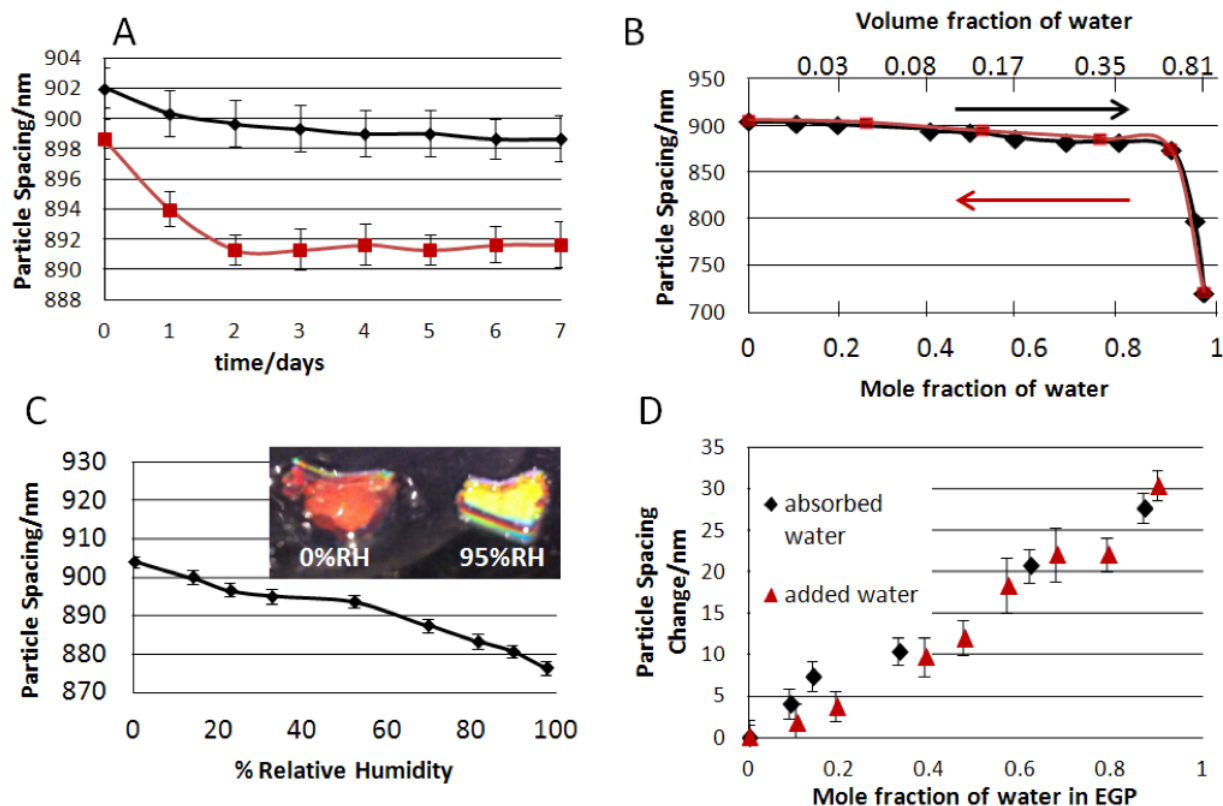 A
904
902
900
898
896
894
892
890
888
Particle Spacing/nm
0 1 2 3 4 5 6 7
time/days
B
Volume fraction of water
0.03 0.08 0.17 0.35 0.81
950
900
850
800
750
700
Particle Spacing/nm
0 0.2 0.4 0.6 0.8 1
Mole fraction of water
C
930
920
910
900
890
880
870
Particle Spacing/nm
0%RH 95%RH
0 20 40 60 80 100
% Relative Humidity
D
35
30
25
20
15
10
5
0
Particle Spacing
Change/nm
absorbed
water
added water
0 0.2 0.4 0.6 0.8 1
Mole fraction of water in EGP